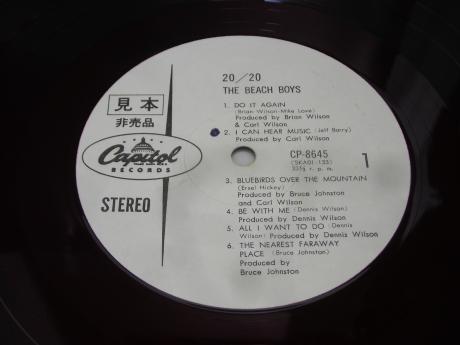 20/20
THE BEACH BOYS
見本
非売品
Capitol
RECORDS
STEREO
1. DO IT AGAIN
(Brian Wilson-Mike Love)
Produced by Brian Wilson
& Carl Wilson
2. I CAN HEAR MUSIC (Jeff Barry)
Produced by Carl Wilson
CP-8645
(SKAO1-133)
33⅓ r. p. m.
1
3. BLUEBIRDS OVER THE MOUNTAIN
(Ersel Hickey)
Produced by Bruce Johnston
and Carl Wilson
4. BE WITH ME (Dennis Wilson)
Produced by Dennis Wilson
5. ALL I WANT TO DO (Dennis
Wilson) Produced by Dennis Wilson
6. THE NEAREST FARAWAY
PLACE (Bruce Johnston)
Produced by
Bruce Johnston